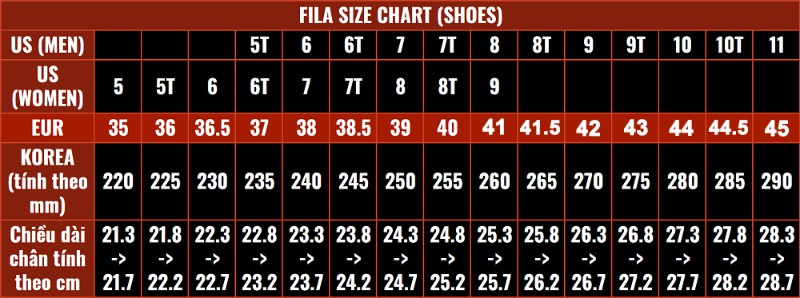 FILA SIZE CHART (SHOES)
US (MEN) 5T 6 6T 7 7T 8 8T 9 9T 10 10T 11
US (WOMEN) 5 5T 6 6T 7 7T 8 8T 9
EUR 35 36 36.5 37 38 38.5 39 40 41 41.5 42 43 44 44.5 45
KOREA (tính theo mm) 220 225 230 235 240 245 250 255 260 265 270 275 280 285 290
Chiều dài chân tính theo cm 21.3 -> 21.7 21.8 -> 22.2 22.3 -> 22.7 22.8 -> 23.2 23.3 -> 23.7 23.8 -> 24.2 24.3 -> 24.7 24.8 -> 25.2 25.3 -> 25.7 25.8 -> 26.2 26.3 -> 26.7 26.8 -> 27.2 27.3 -> 27.7 27.8 -> 28.2 28.3 -> 28.7